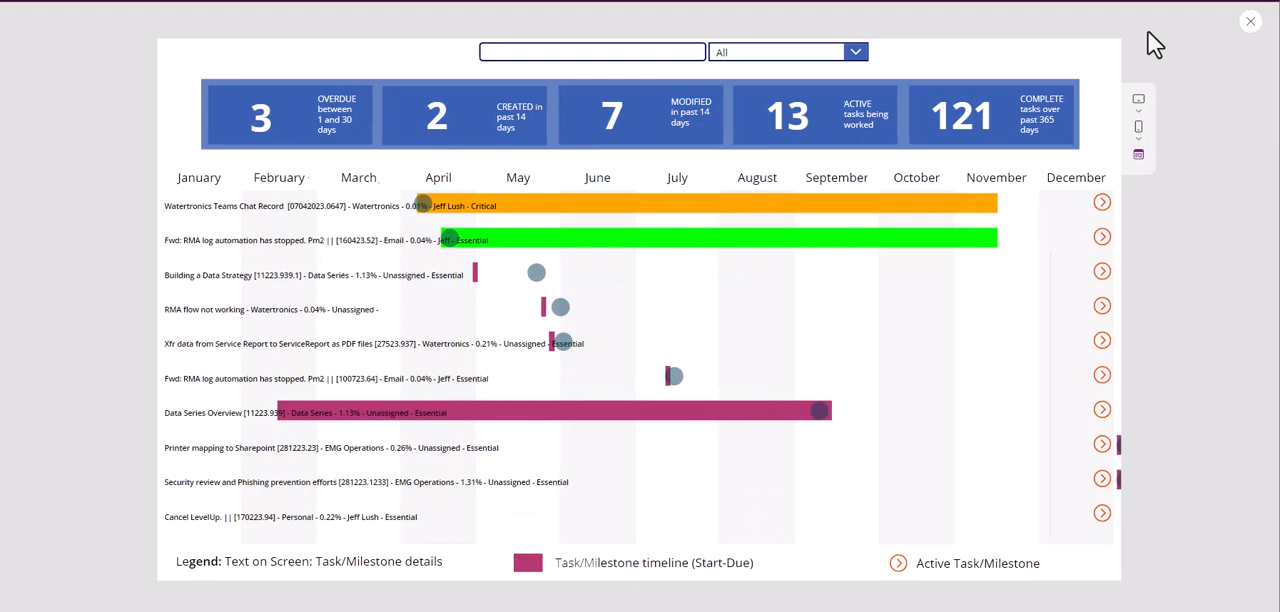 All
3
OVERDUE
between
1 and 30
days
2
CREATED in
past 14
days
7
MODIFIED
in past 14
days
13
ACTIVE
tasks being
worked
121
COMPLETE
tasks over
past 365
days
January February March April May June July August September October November December
Watertronics Teams Chat Record [07042023.0647] - Watertronics - 0.01% - Jeff Lush - Critical
Fwd: RMA log automation has stopped. Pm2 || [160423.52] - Email - 0.04% - Jeff - Essential
Building a Data Strategy [11223.939.1] - Data Series - 1.13% - Unassigned - Essential
RMA flow not working - Watertronics - 0.04% - Unassigned -
Xfr data from Service Report to ServiceReport as PDF files [27523.937] - Watertronics - 0.21% - Unassigned - Essential
Fwd: RMA log automation has stopped. Pm2 || [100723.64] - Email - 0.04% - Jeff - Essential
Data Series Overview [11223.939] - Data Series - 1.13% - Unassigned - Essential
Printer mapping to Sharepoint [281223.23] - EMG Operations - 0.26% - Unassigned - Essential
Security review and Phishing prevention efforts [281223.1233] - EMG Operations - 1.31% - Unassigned - Essential
Cancel LevelUp. || [170223.94] - Personal - 0.22% - Jeff Lush - Essential
Legend: Text on Screen: Task/Milestone details Task/Milestone timeline (Start-Due) Active Task/Milestone